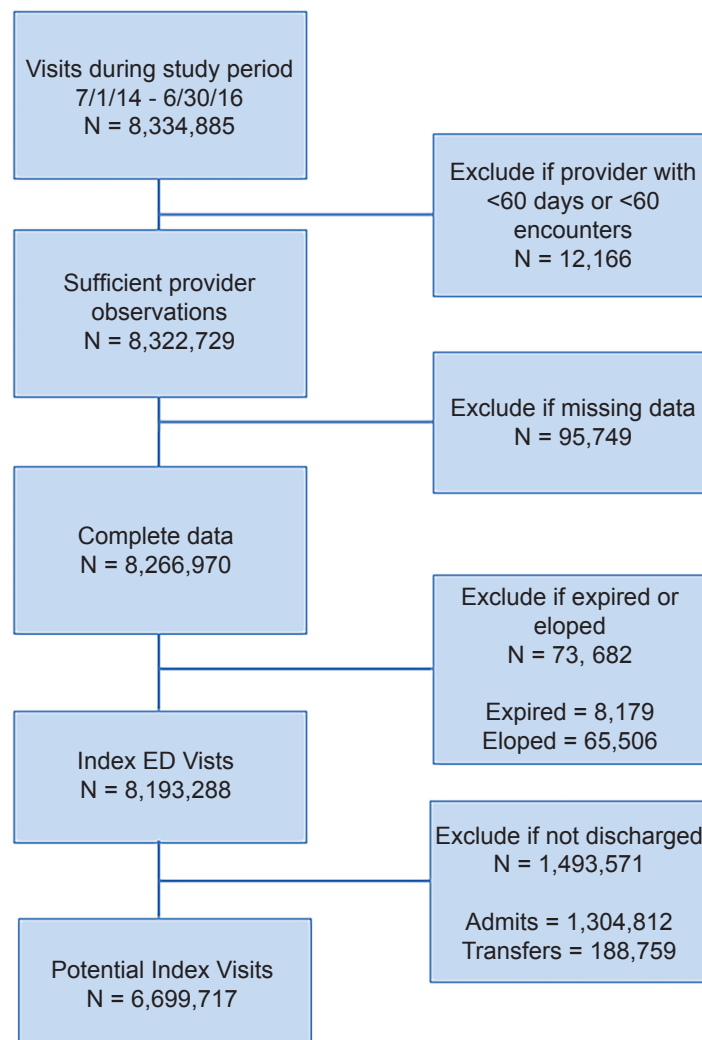 Visits during study period
7/1/14 - 6/30/16
N = 8,334,885
Exclude if provider with
<60 days or <60
encounters
N = 12,166
Sufficient provider
observations
N = 8,322,729
Exclude if missing data
N = 95,749
Complete data
N = 8,266,970
Exclude if expired or
eloped
N = 73, 682
Expired = 8,179
Eloped = 65,506
Index ED Vists
N = 8,193,288
Exclude if not discharged
N = 1,493,571
Admits = 1,304,812
Transfers = 188,759
Potential Index Visits
N = 6,699,717